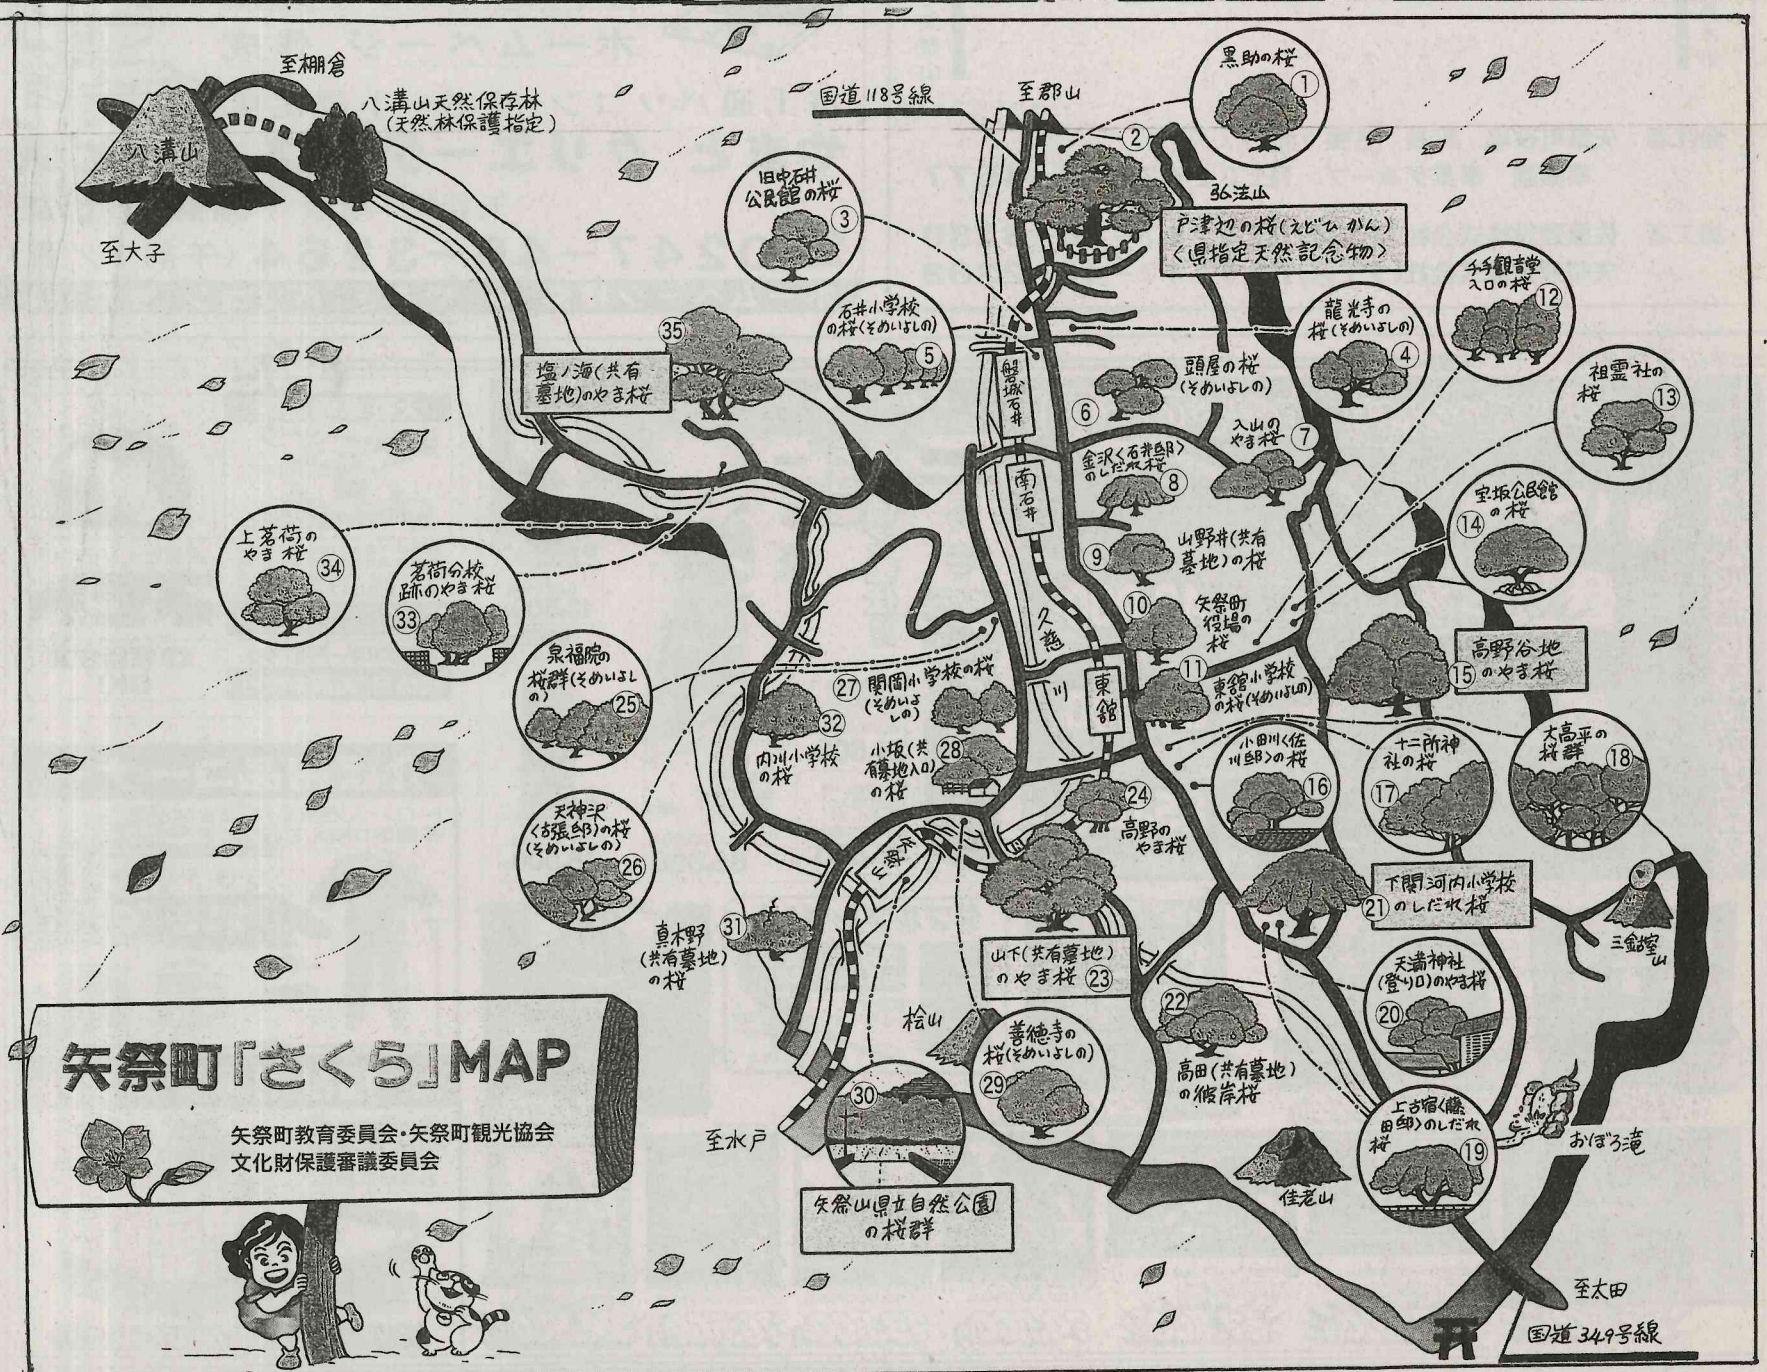 至棚倉
八溝山天然保存林
(天然林保護指定)
八溝山
至大子
国道118号線
至郡山
黒助の桜
①
②
弘法山
戸津辺の桜(えどひがん)
〈県指定天然記念物〉
旧中石井
公民館の桜
③
石井小学校
の桜(そめいよしの)
⑤
龍光寺の
桜(そめいよしの)
④
千手観音堂
入口の桜
⑫
祖霊社の
桜
⑬
宝坂公民館
の桜
⑭
㉟
塩ノ海(共有
墓地)のやま桜
磐城石井
頭屋の桜
(そめいよしの)
⑥
入山の
やま桜
⑦
金沢〈石井邸〉
のしだれ桜
⑧
南石井
⑨
山野井(共有
墓地)の桜
⑩
矢祭町
役場の
桜
⑪
東舘小学校
の桜(そめいよしの)
久慈
川
東舘
高野谷地
⑮のやま桜
上茗荷の
やま桜
㉞
茗荷分校
跡のやま桜
㉝
泉福院の
桜群(そめいよし
の)
㉕
㉗
関岡小学校の桜
(そめいよ
しの)
㉜
内川小学校
の桜
小坂(共
有墓地入口)
の桜
㉘
小田川〈佐
川邸〉の桜
⑯
十二所神
社の桜
⑰
大高平の
桜群
⑱
天神沢
〈古張邸〉の桜
(そめいよしの)
㉖
㉔
高野の
やま桜
矢祭山
下関河内小学校
㉑のしだれ桜
三鈷室山
㉛
真木野
(共有墓地)
の桜
山下(共有墓地)
のやま桜㉓
天満神社
(登り口)のやま桜
⑳
㉒
高田(共有墓地)
の彼岸桜
桧山
善徳寺の
桜(そめいよしの)
㉙
㉚
矢祭山県立自然公園
の桜群
至水戸
上古宿〈藤
田邸〉のしだれ
桜
⑲
おぼろ滝
佳老山
至太田
国道349号線
矢祭町「さくら」MAP
矢祭町教育委員会・矢祭町観光協会
文化財保護審議委員会